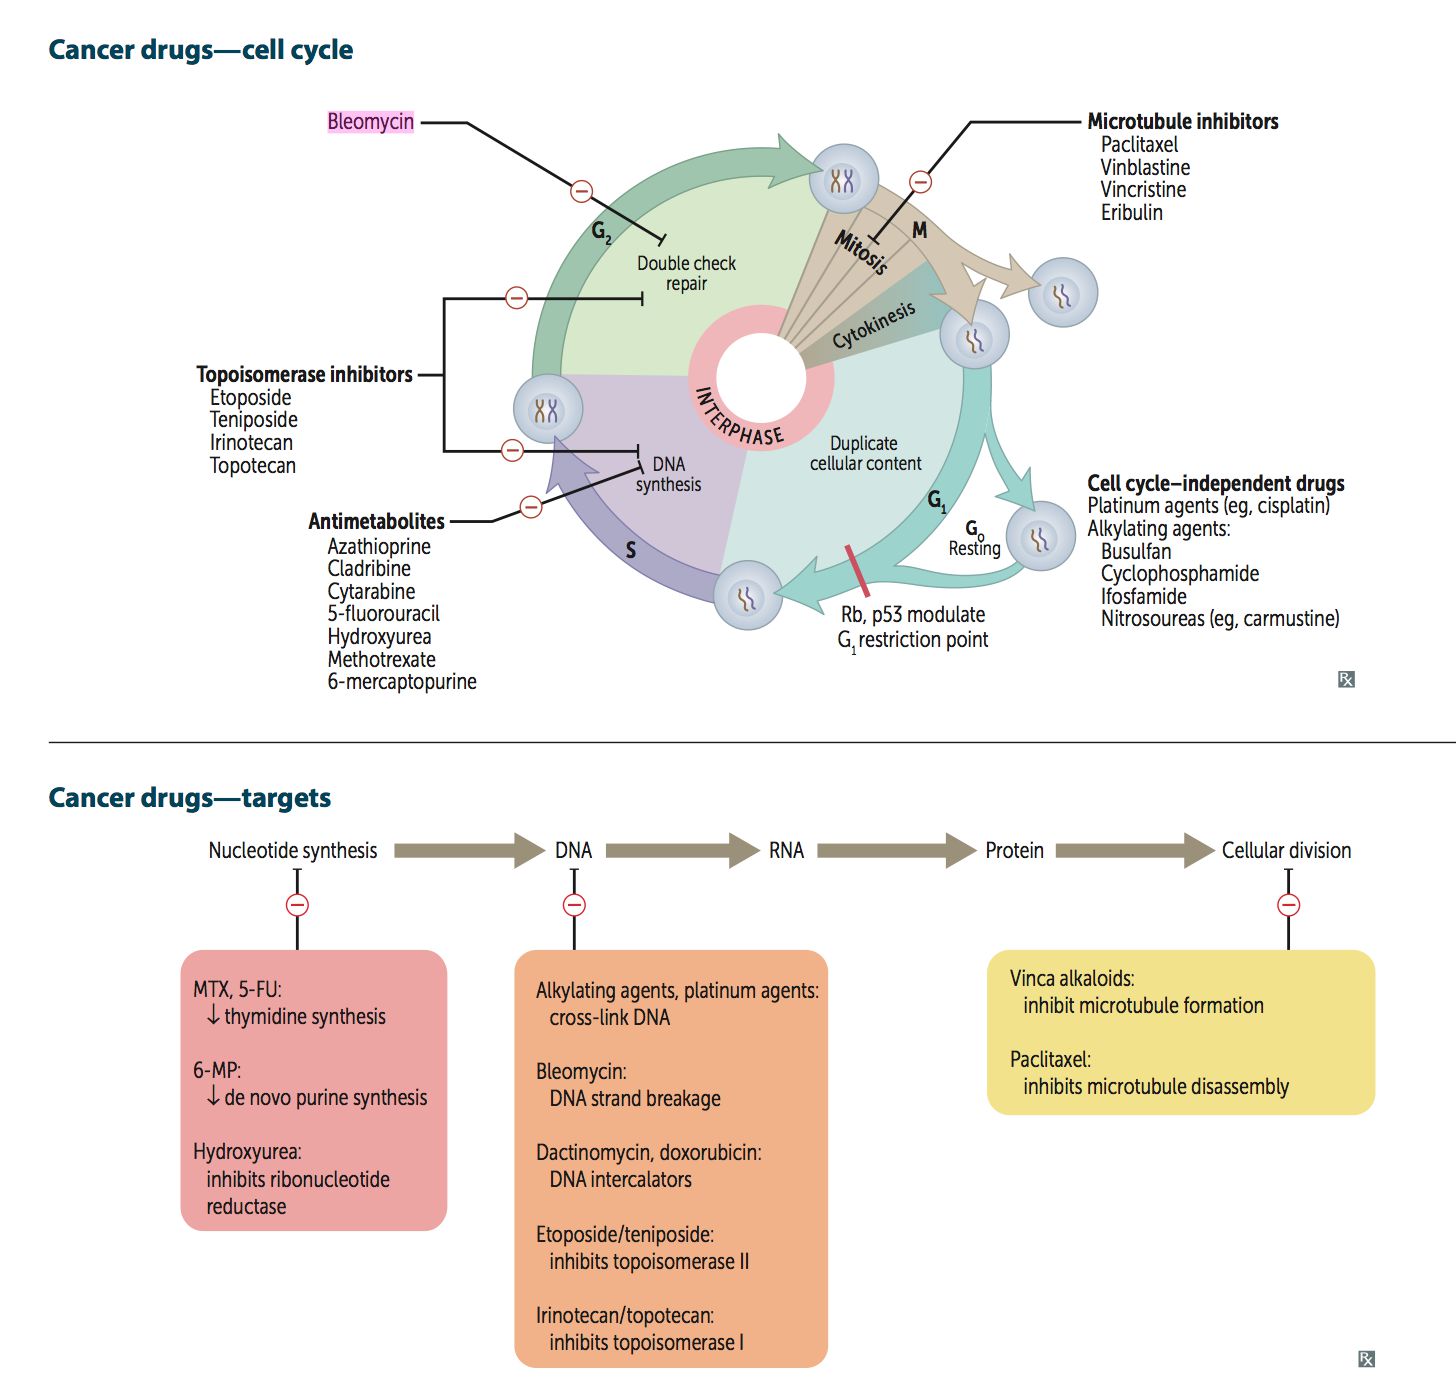 Cancer drugs—cell cycle
Bleomycin
Microtubule inhibitors
Paclitaxel
Vinblastine
Vincristine
Eribulin
G2
Double check
repair
Mitosis
M
Cytokinesis
Topoisomerase inhibitors
Etoposide
Teniposide
Irinotecan
Topotecan
INTERPHASE
DNA
synthesis
Duplicate
cellular content
G1
G0
Resting
Cell cycle–independent drugs
Platinum agents (eg, cisplatin)
Alkylating agents:
Busulfan
Cyclophosphamide
Ifosfamide
Nitrosoureas (eg, carmustine)
Antimetabolites
Azathioprine
Cladribine
Cytarabine
5-fluorouracil
Hydroxyurea
Methotrexate
6-mercaptopurine
S
Rb, p53 modulate
G1 restriction point
Rx
Cancer drugs—targets
Nucleotide synthesis
DNA
RNA
Protein
Cellular division
MTX, 5-FU:
↓ thymidine synthesis
6-MP:
↓ de novo purine synthesis
Hydroxyurea:
inhibits ribonucleotide
reductase
Alkylating agents, platinum agents:
cross-link DNA
Bleomycin:
DNA strand breakage
Dactinomycin, doxorubicin:
DNA intercalators
Etoposide/teniposide:
inhibits topoisomerase II
Irinotecan/topotecan:
inhibits topoisomerase I
Vinca alkaloids:
inhibit microtubule formation
Paclitaxel:
inhibits microtubule disassembly
Rx